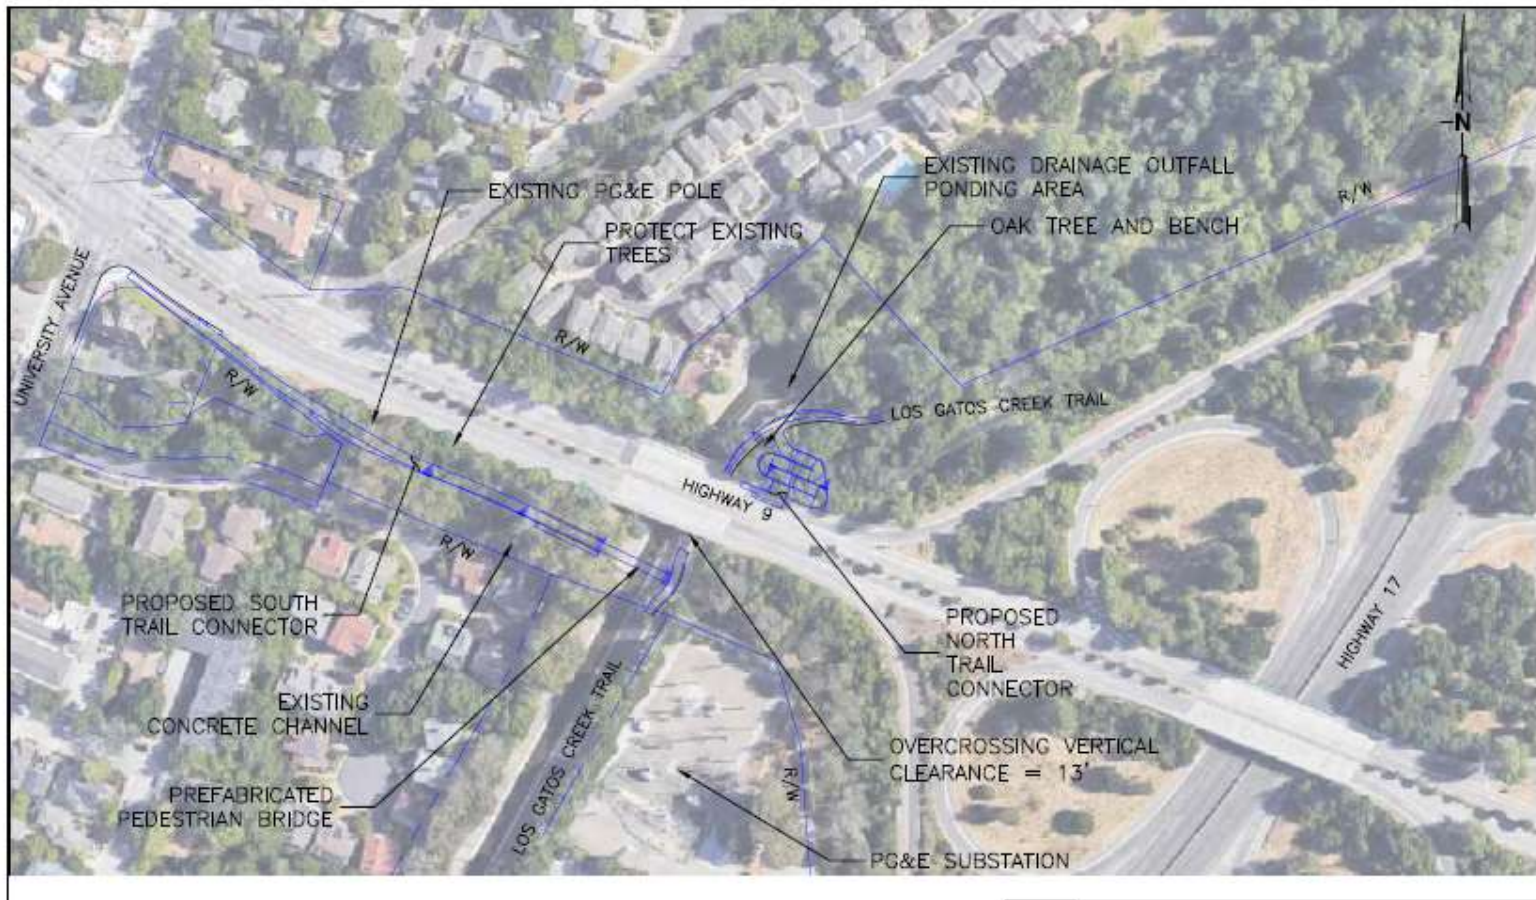 N
EXISTING DRAINAGE OUTFALL
PONDING AREA
R/W
EXISTING PG&E POLE
OAK TREE AND BENCH
PROTECT EXISTING
TREES
UNIVERSITY AVENUE
R/W
R/W
LOS GATOS CREEK TRAIL
HIGHWAY 9
R/W
PROPOSED SOUTH
TRAIL CONNECTOR
PROPOSED
NORTH
TRAIL
CONNECTOR
HIGHWAY 17
EXISTING
CONCRETE CHANNEL
LOS GATOS CREEK TRAIL
OVERCROSSING VERTICAL
CLEARANCE = 13'
R/W
PREFABRICATED
PEDESTRIAN BRIDGE
PG&E SUBSTATION